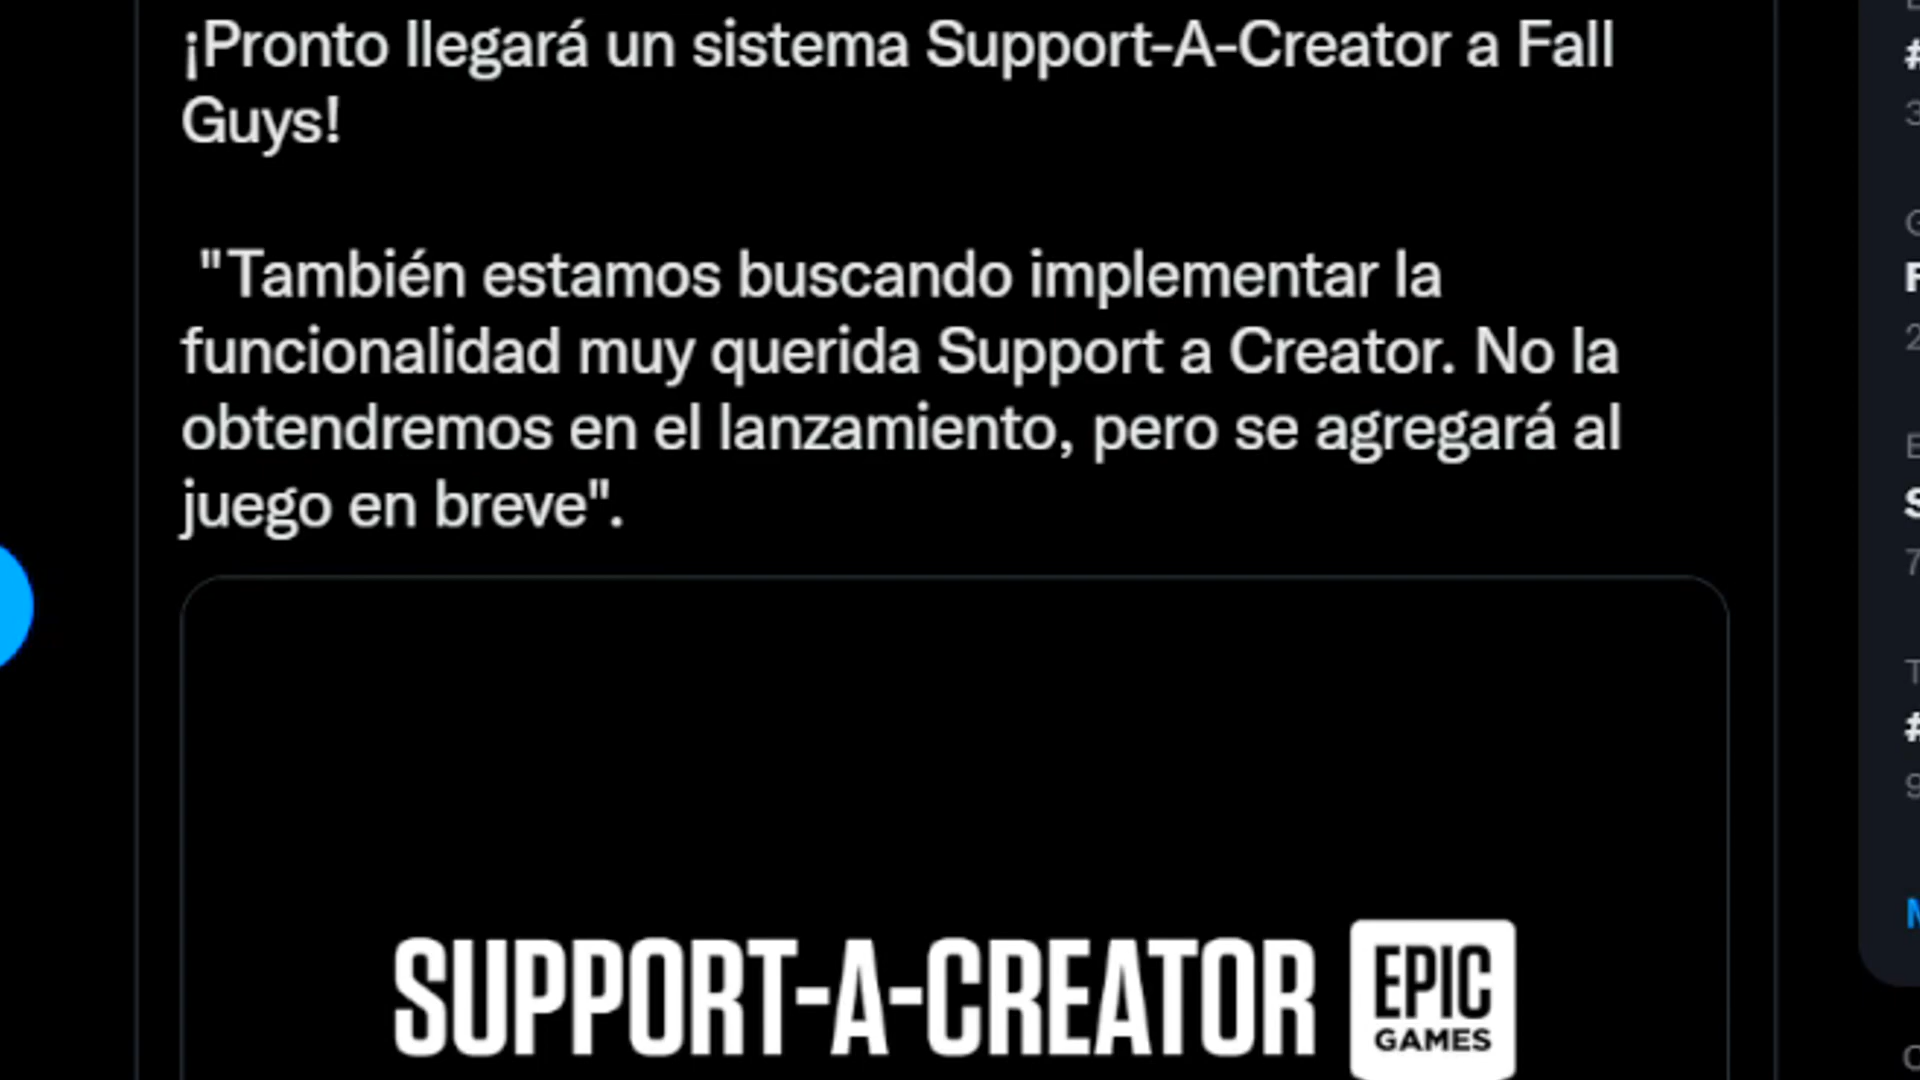 ¡Pronto llegará un sistema Support-A-Creator a Fall
Guys!
"También estamos buscando implementar la
funcionalidad muy querida Support a Creator. No la
obtendremos en el lanzamiento, pero se agregará al
juego en breve".
SUPPORT-A-CREATOR
EPIC
GAMES